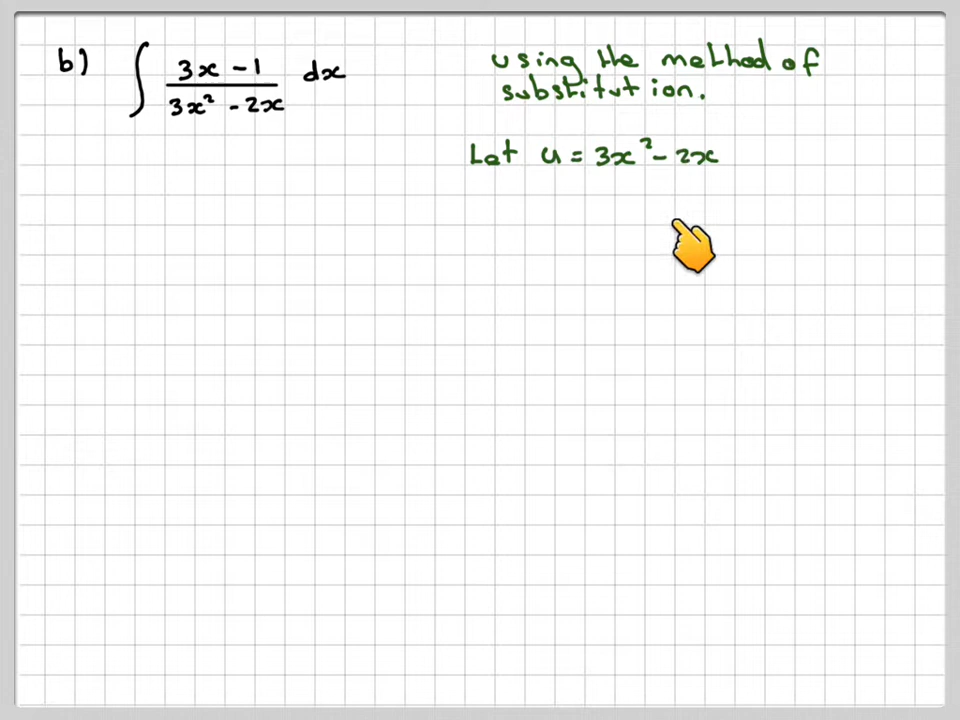 b) ∫ (3x - 1)/(3x² - 2x) dx
using the method of
substitution.
Let u = 3x² - 2x